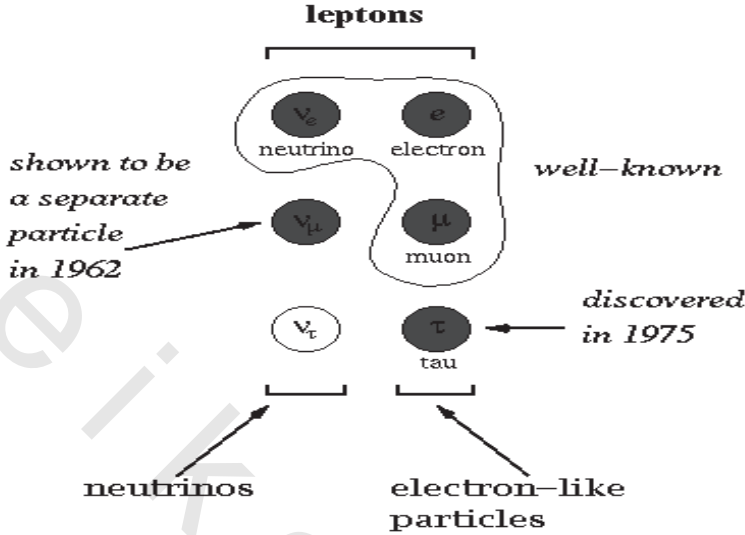 leptons
νe e
neutrino electron
shown to be
a separate
particle
in 1962
well–known
νμ μ
muon
discovered
in 1975
ντ τ
tau
neutrinos
electron–like
particles
e i k